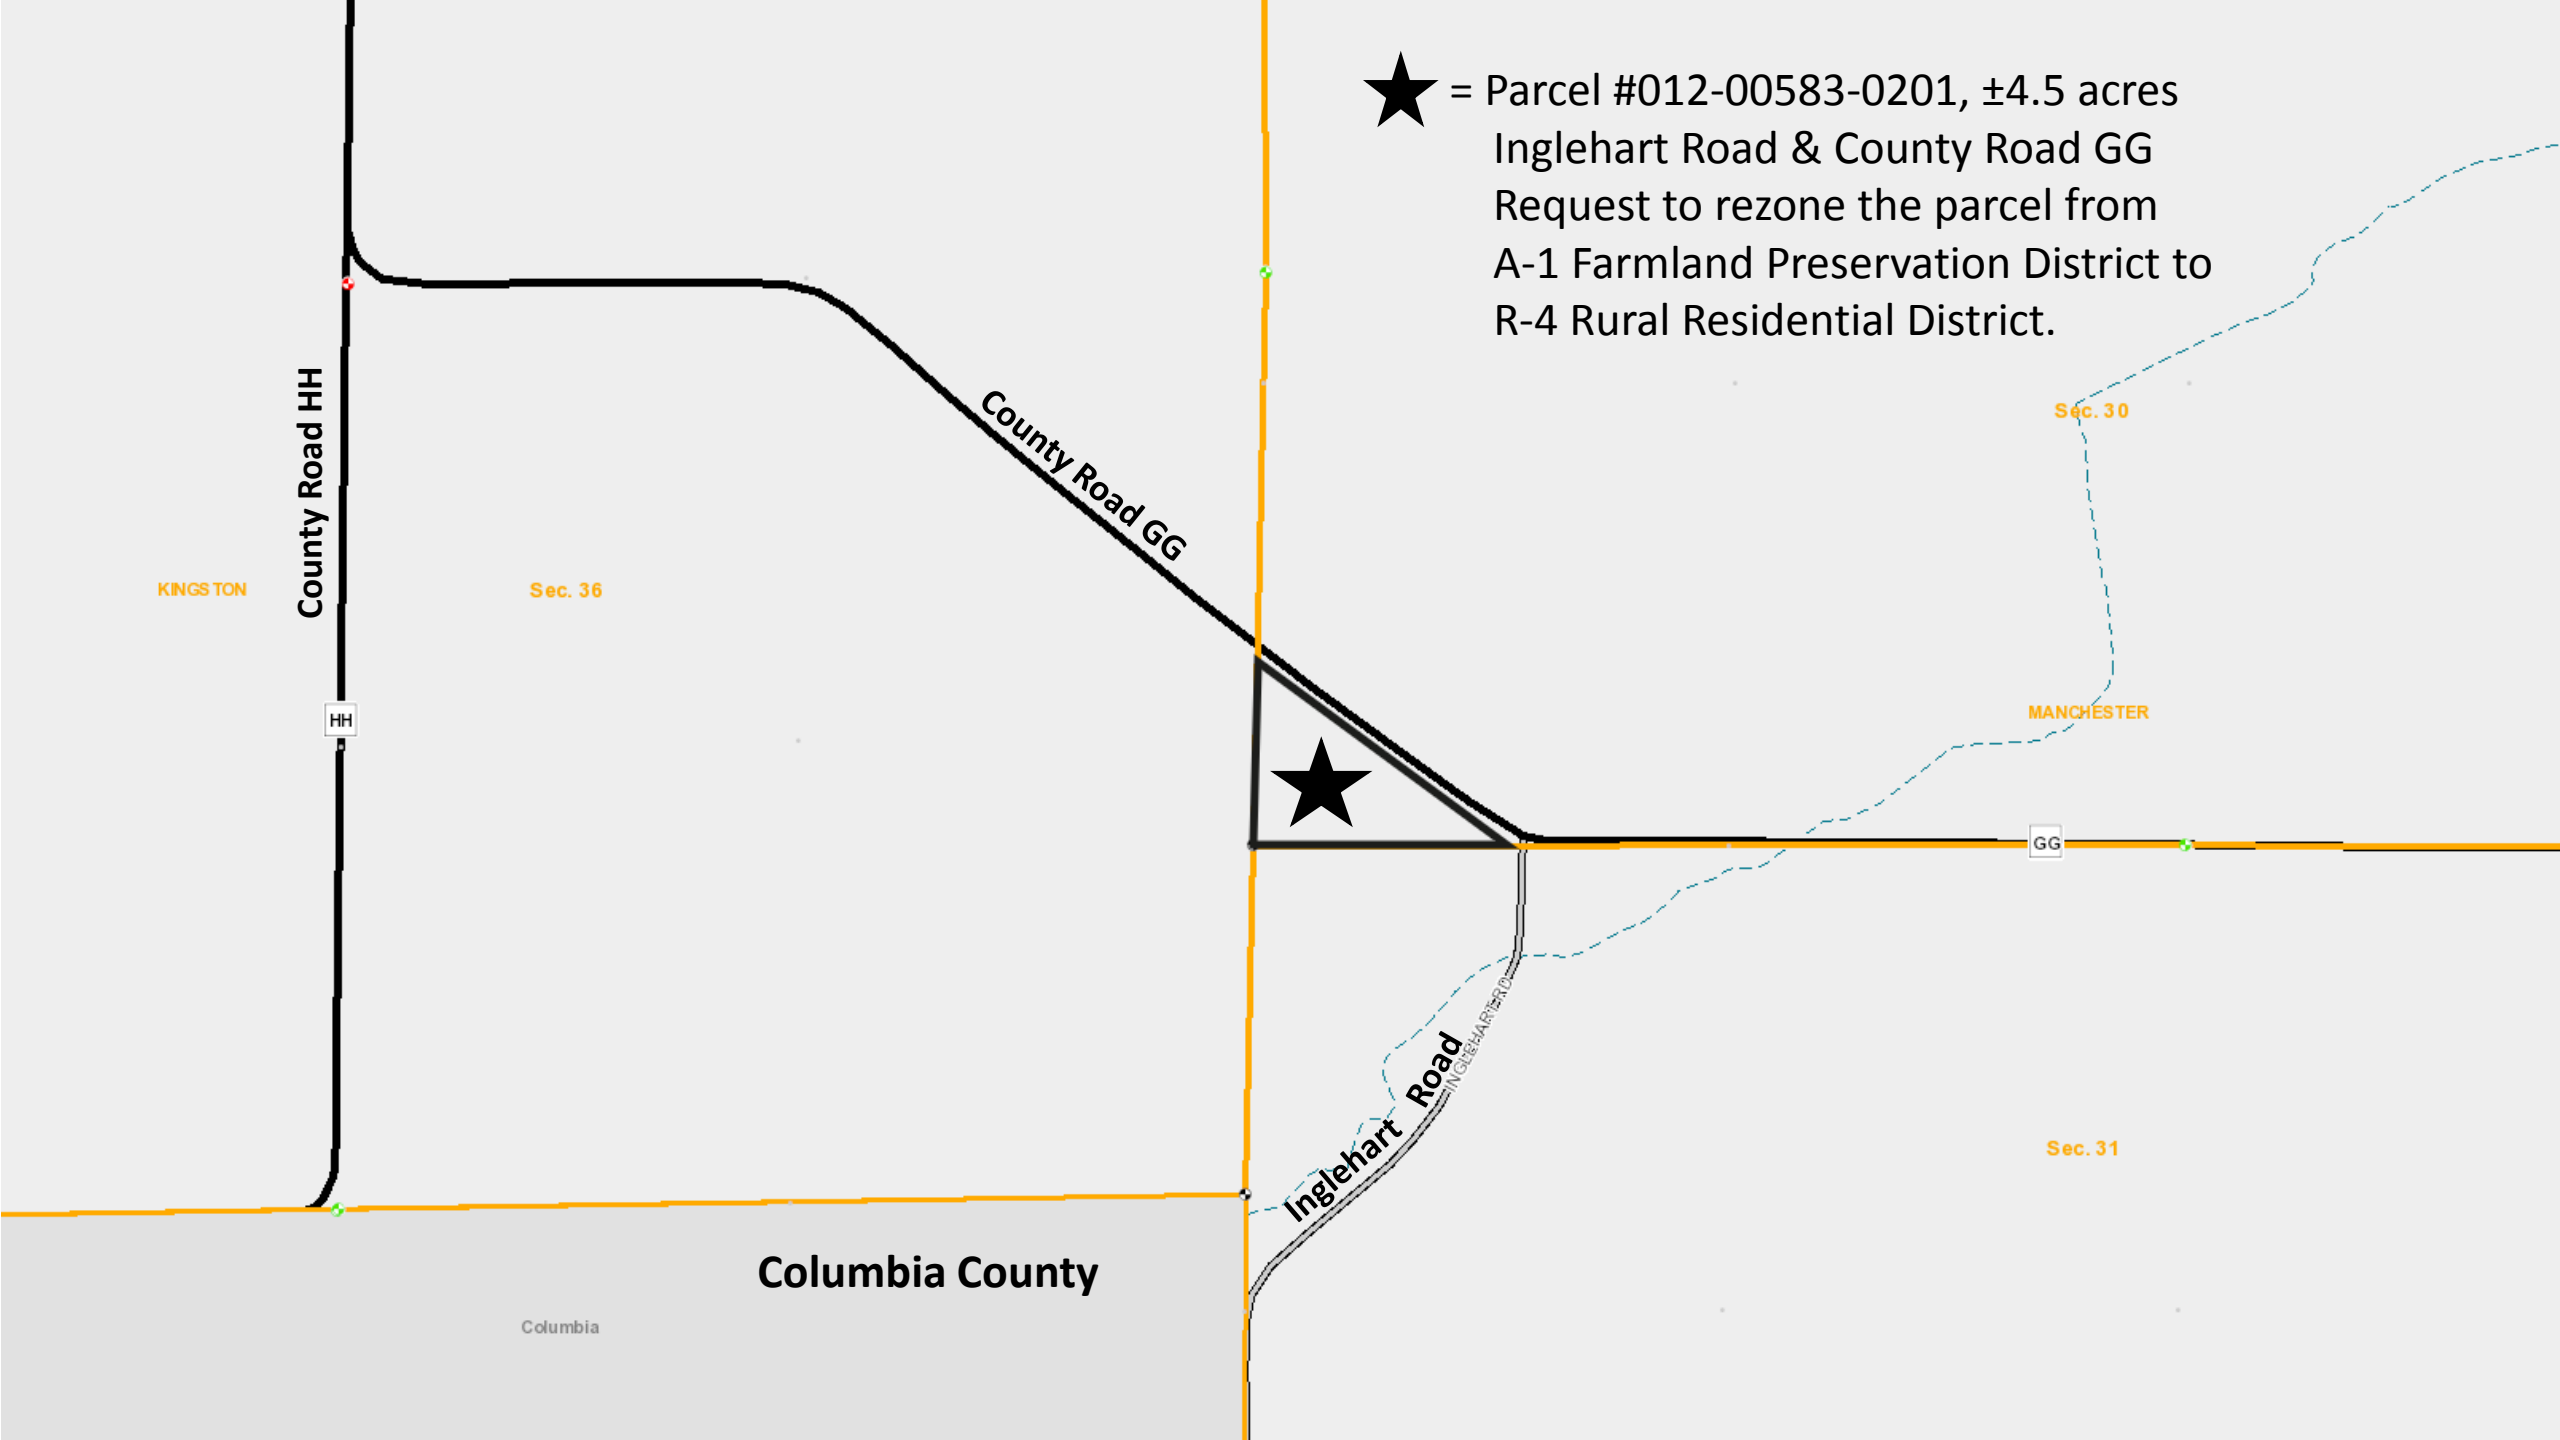 = Parcel #012-00583-0201, ±4.5 acres
Inglehart Road & County Road GG
Request to rezone the parcel from
A-1 Farmland Preservation District to
R-4 Rural Residential District.
County Road HH
County Road GG
Sec. 30
KINGSTON
Sec. 36
HH
MANCHESTER
GG
INGLEHART RD
Inglehart Road
Sec. 31
Columbia County
Columbia